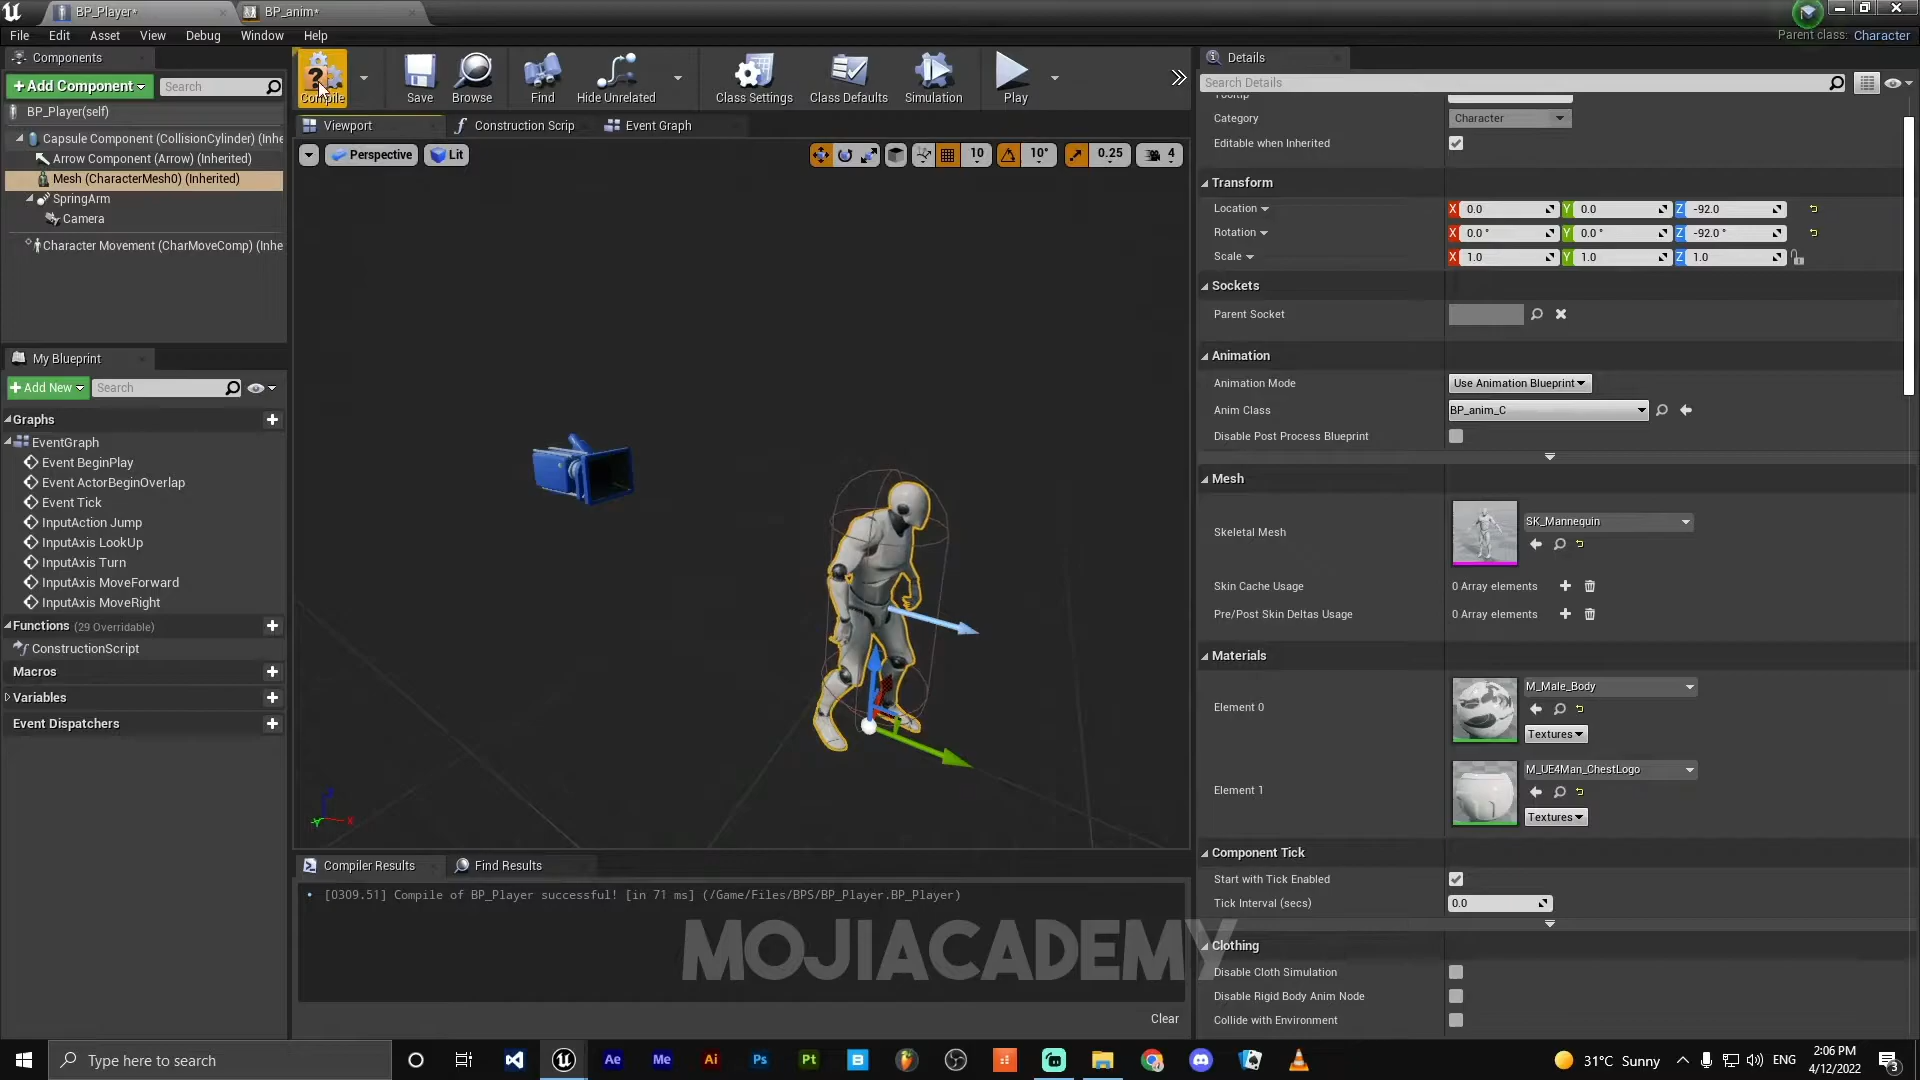 BP_Player*
BP_anim*
File Edit Asset View Debug Window Help
Parent class: Character
Components
+Add Component
Search
BP_Player(self)
Capsule Component (CollisionCylinder) (Inhe
Arrow Component (Arrow) (Inherited)
Mesh (CharacterMesh0) (Inherited)
SpringArm
Camera
Character Movement (CharMoveComp) (Inhe
My Blueprint
+Add New
Search
Graphs
EventGraph
Event BeginPlay
Event ActorBeginOverlap
Event Tick
InputAction Jump
InputAxis LookUp
InputAxis Turn
InputAxis MoveForward
InputAxis MoveRight
Functions (29 Overridable)
ConstructionScript
Macros
Variables
Event Dispatchers
Compile
Save
Browse
Find
Hide Unrelated
Class Settings
Class Defaults
Simulation
Play
Viewport
Construction Scrip
Event Graph
Perspective
Lit
10
10°
0.25
4
Z
X
Y
Compiler Results
Find Results
[0309.51] Compile of BP_Player successful! [in 71 ms] (/Game/Files/BPS/BP_Player.BP_Player)
Clear
MOJIACADEMY
Details
Search Details
Category Character
Editable when Inherited
Transform
Location X 0.0 Y 0.0 Z -92.0
Rotation X 0.0 ° Y 0.0 ° Z -92.0 °
Scale X 1.0 Y 1.0 Z 1.0
Sockets
Parent Socket
Animation
Animation Mode Use Animation Blueprint
Anim Class BP_anim_C
Disable Post Process Blueprint
Mesh
Skeletal Mesh SK_Mannequin
Skin Cache Usage 0 Array elements
Pre/Post Skin Deltas Usage 0 Array elements
Materials
Element 0 M_Male_Body
Textures
Element 1 M_UE4Man_ChestLogo
Textures
Component Tick
Start with Tick Enabled
Tick Interval (secs) 0.0
Clothing
Disable Cloth Simulation
Disable Rigid Body Anim Node
Collide with Environment
Type here to search
Ae Me Ai Ps Pt
31°C Sunny
ENG
2:06 PM
4/12/2022
3